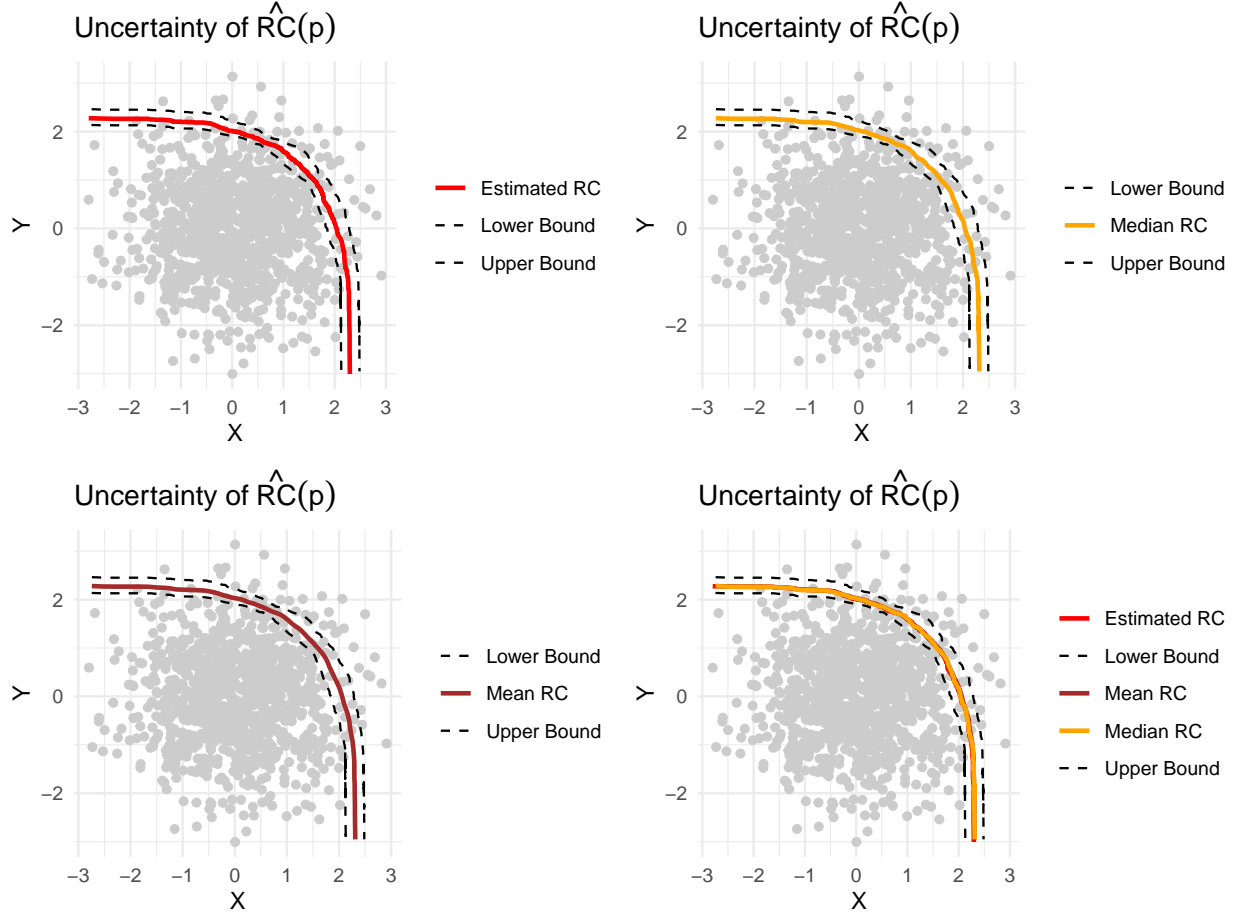 Uncertainty of R̂C(p)
2
0
−2
Y
−3 −2 −1 0 1 2 3
X
Estimated RC
Lower Bound
Upper Bound
Uncertainty of R̂C(p)
2
0
−2
Y
−3 −2 −1 0 1 2 3
X
Lower Bound
Median RC
Upper Bound
Uncertainty of R̂C(p)
2
0
−2
Y
−3 −2 −1 0 1 2 3
X
Lower Bound
Mean RC
Upper Bound
Uncertainty of R̂C(p)
2
0
−2
Y
−3 −2 −1 0 1 2 3
X
Estimated RC
Lower Bound
Mean RC
Median RC
Upper Bound